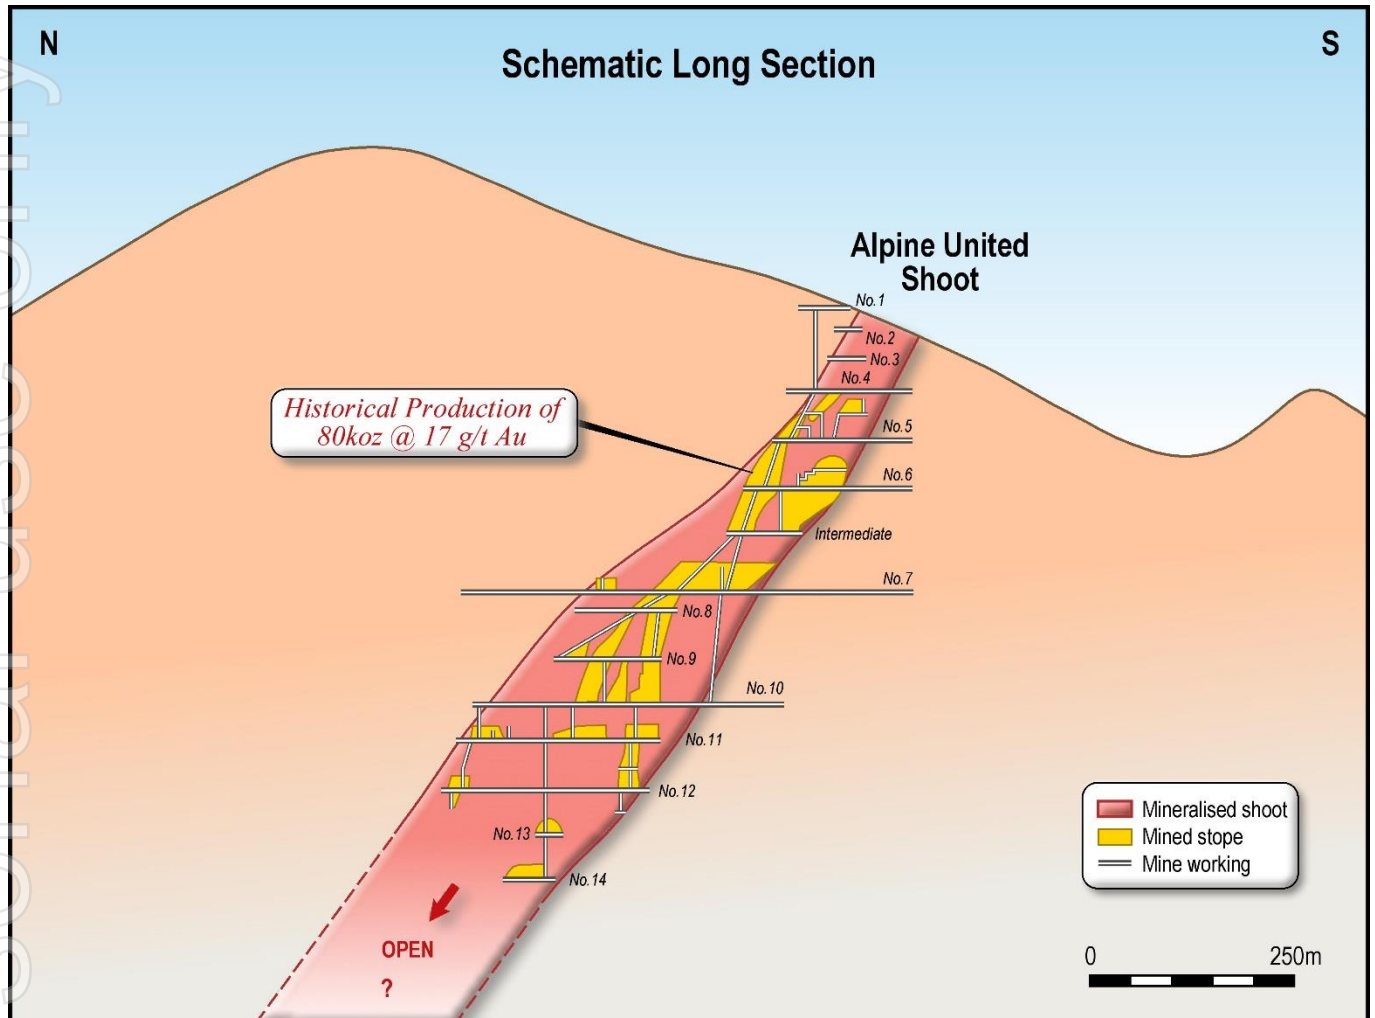 N
S
Schematic Long Section
Alpine United
Shoot
No.1
No.2
No.3
No.4
Historical Production of
80koz @ 17 g/t Au
No.5
No.6
Intermediate
No.7
No.8
No.9
No.10
No.11
No.12
No.13
No.14
OPEN
?
Mineralised shoot
Mined stope
Mine working
0
250m